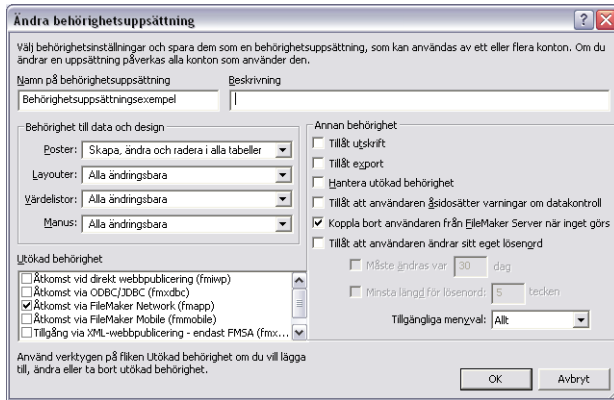 Ändra behörighetsuppsättning
Välj behörighetsinställningar och spara dem som en behörighetsuppsättning, som kan användas av ett eller flera konton. Om du
ändrar en uppsättning påverkas alla konton som använder den.
Namn på behörighetsuppsättning
Beskrivning
Behörighetsuppsättningsexempel
Behörighet till data och design
Poster: Skapa, ändra och radera i alla tabeller
Layouter: Alla ändringsbara
Värdelistor: Alla ändringsbara
Manus: Alla ändringsbara
Utökad behörighet
Åtkomst vid direkt webbpublicering (fmiwp)
Åtkomst via ODBC/JDBC (fmxdbc)
Åtkomst via FileMaker Network (fmapp)
Åtkomst via FileMaker Mobile (fmmobile)
Tillgång via XML-webbpublicering - endast FMSA (fmx...
Använd verktygen på fliken Utökad behörighet om du vill lägga
till, ändra eller ta bort utökad behörighet.
Annan behörighet
Tillåt utskrift
Tillåt export
Hantera utökad behörighet
Tillåt att användaren åsidosätter varningar om datakontroll
Koppla bort användaren från FileMaker Server när inget görs
Tillåt att användaren ändrar sitt eget lösenord
Måste ändras var 30 dag
Minsta längd för lösenord: 5 tecken
Tillgängliga menyval: Allt
OK
Avbryt